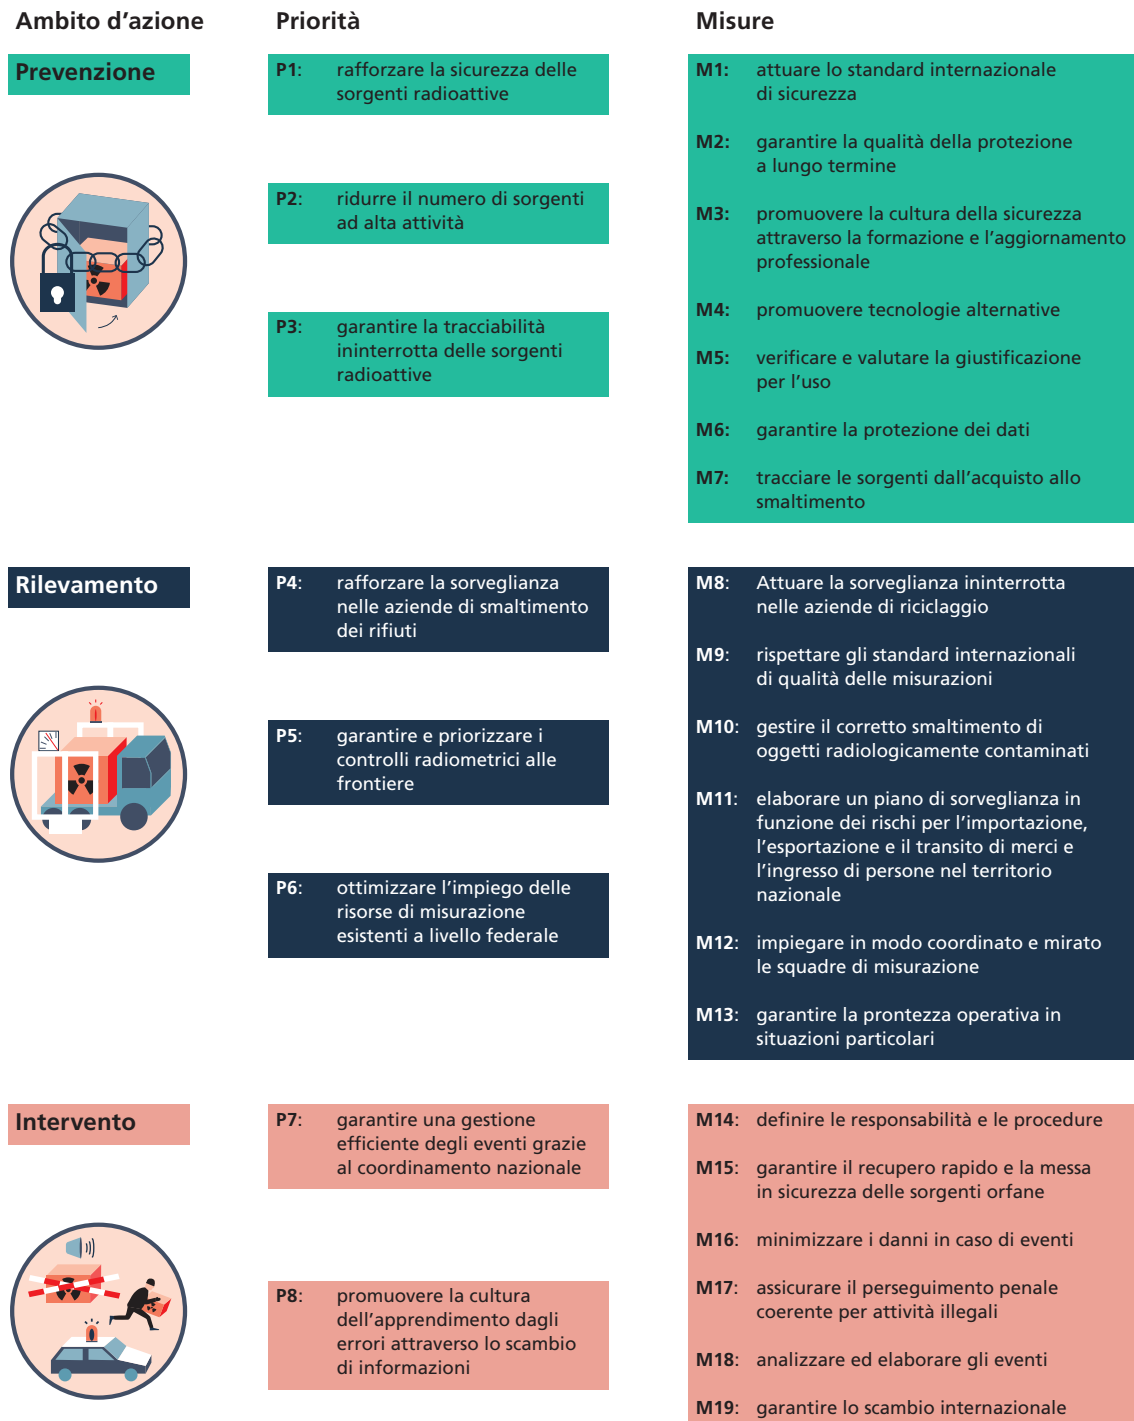 Ambito d'azione
Priorità
Misure
Prevenzione
P1: rafforzare la sicurezza delle
sorgenti radioattive
P2: ridurre il numero di sorgenti
ad alta attività
P3: garantire la tracciabilità
ininterrotta delle sorgenti
radioattive
M1: attuare lo standard internazionale
di sicurezza
M2: garantire la qualità della protezione
a lungo termine
M3: promuovere la cultura della sicurezza
attraverso la formazione e l'aggiornamento
professionale
M4: promuovere tecnologie alternative
M5: verificare e valutare la giustificazione
per l'uso
M6: garantire la protezione dei dati
M7: tracciare le sorgenti dall'acquisto allo
smaltimento
Rilevamento
P4: rafforzare la sorveglianza
nelle aziende di smaltimento
dei rifiuti
P5: garantire e priorizzare i
controlli radiometrici alle
frontiere
P6: ottimizzare l'impiego delle
risorse di misurazione
esistenti a livello federale
M8: Attuare la sorveglianza ininterrotta
nelle aziende di riciclaggio
M9: rispettare gli standard internazionali
di qualità delle misurazioni
M10: gestire il corretto smaltimento di
oggetti radiologicamente contaminati
M11: elaborare un piano di sorveglianza in
funzione dei rischi per l'importazione,
l'esportazione e il transito di merci e
l'ingresso di persone nel territorio
nazionale
M12: impiegare in modo coordinato e mirato
le squadre di misurazione
M13: garantire la prontezza operativa in
situazioni particolari
Intervento
P7: garantire una gestione
efficiente degli eventi grazie
al coordinamento nazionale
P8: promuovere la cultura
dell'apprendimento dagli
errori attraverso lo scambio
di informazioni
M14: definire le responsabilità e le procedure
M15: garantire il recupero rapido e la messa
in sicurezza delle sorgenti orfane
M16: minimizzare i danni in caso di eventi
M17: assicurare il perseguimento penale
coerente per attività illegali
M18: analizzare ed elaborare gli eventi
M19: garantire lo scambio internazionale